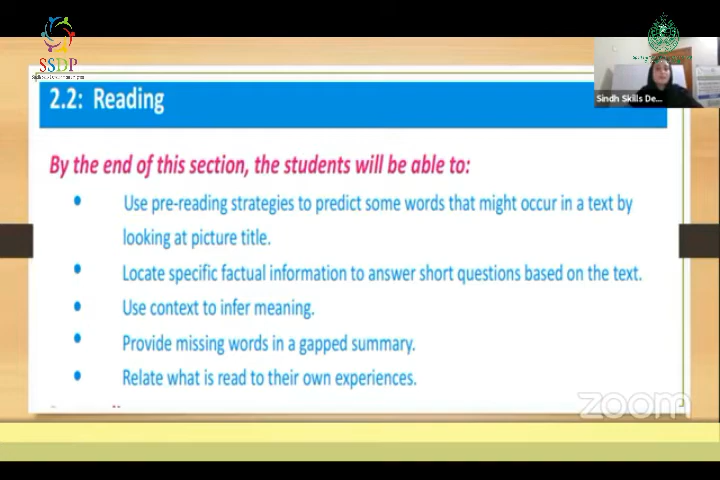 SSDP
Sindh Skills De...
2.2: Reading
By the end of this section, the students will be able to:
• Use pre-reading strategies to predict some words that might occur in a text by
looking at picture title.
• Locate specific factual information to answer short questions based on the text.
• Use context to infer meaning.
• Provide missing words in a gapped summary.
• Relate what is read to their own experiences.
zoom